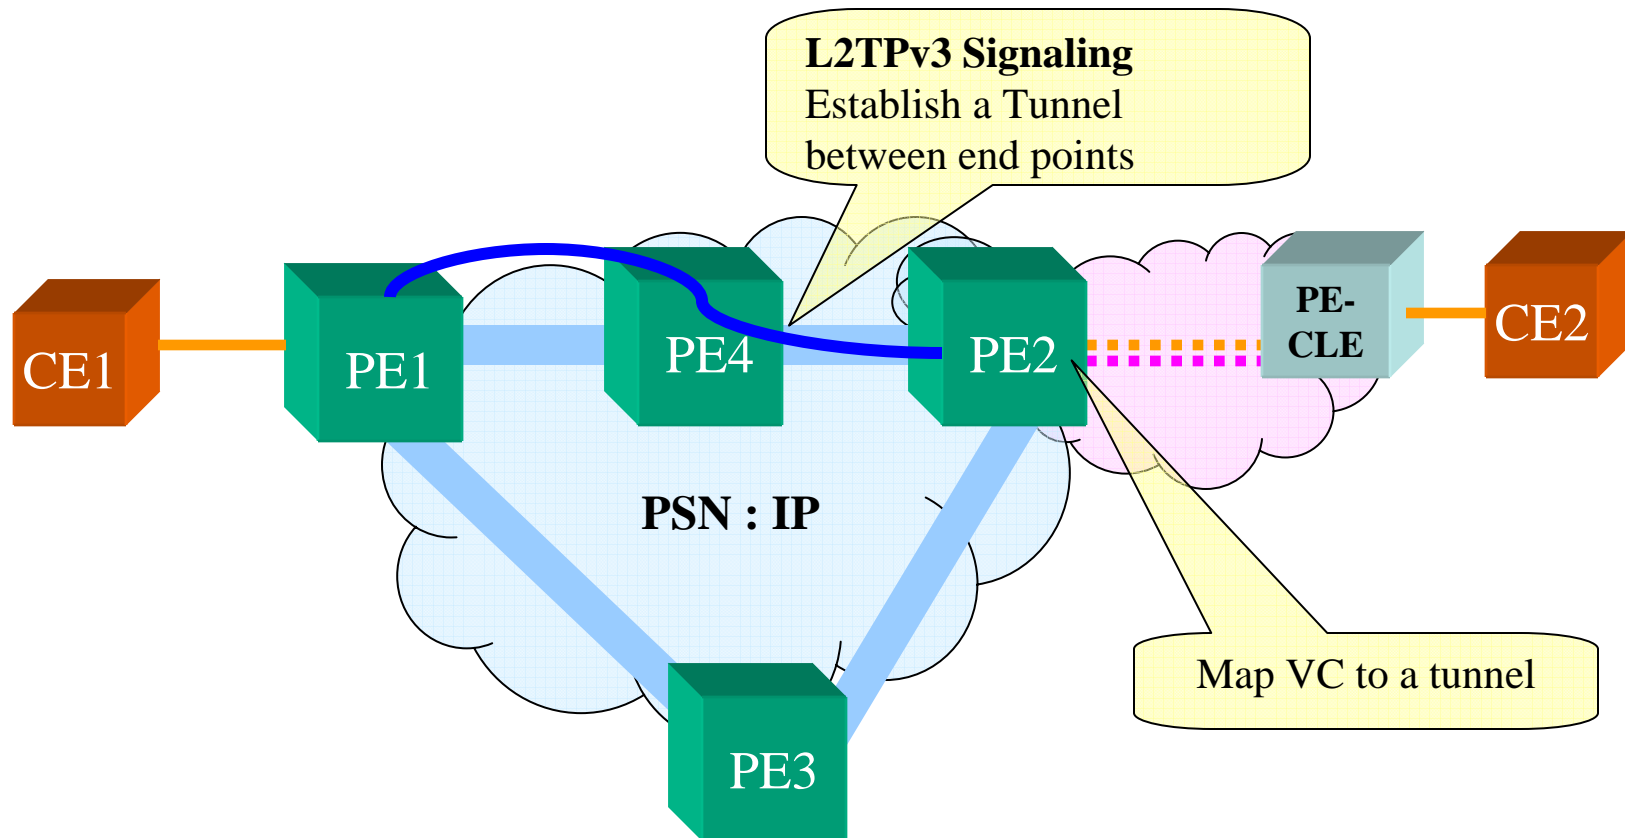 L2TPv3 Signaling
Establish a Tunnel
between end points
CE1
PE1
PE4
PE2
PE-
CLE
CE2
PSN : IP
Map VC to a tunnel
PE3